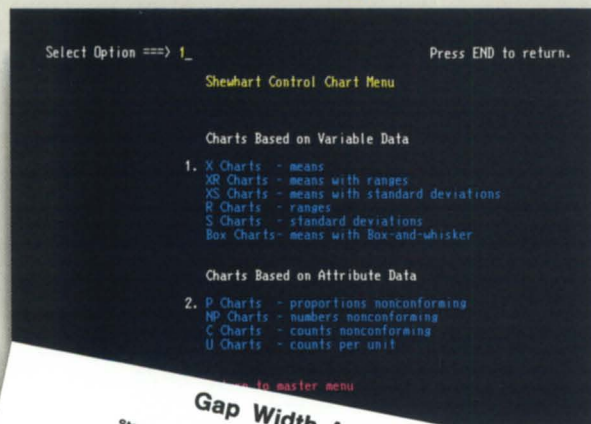 Select Option ===> 1_ Press END to return.
Shewhart Control Chart Menu
Charts Based on Variable Data
1. X Charts - means
XR Charts - means with ranges
XS Charts - means with standard deviations
R Charts - ranges
S Charts - standard deviations
Box Charts- means with Box-and-whisker
Charts Based on Attribute Data
2. P Charts - proportions nonconforming
NP Charts - numbers nonconforming
C Charts - counts nonconforming
U Charts - counts per unit
to master menu
Gap Width